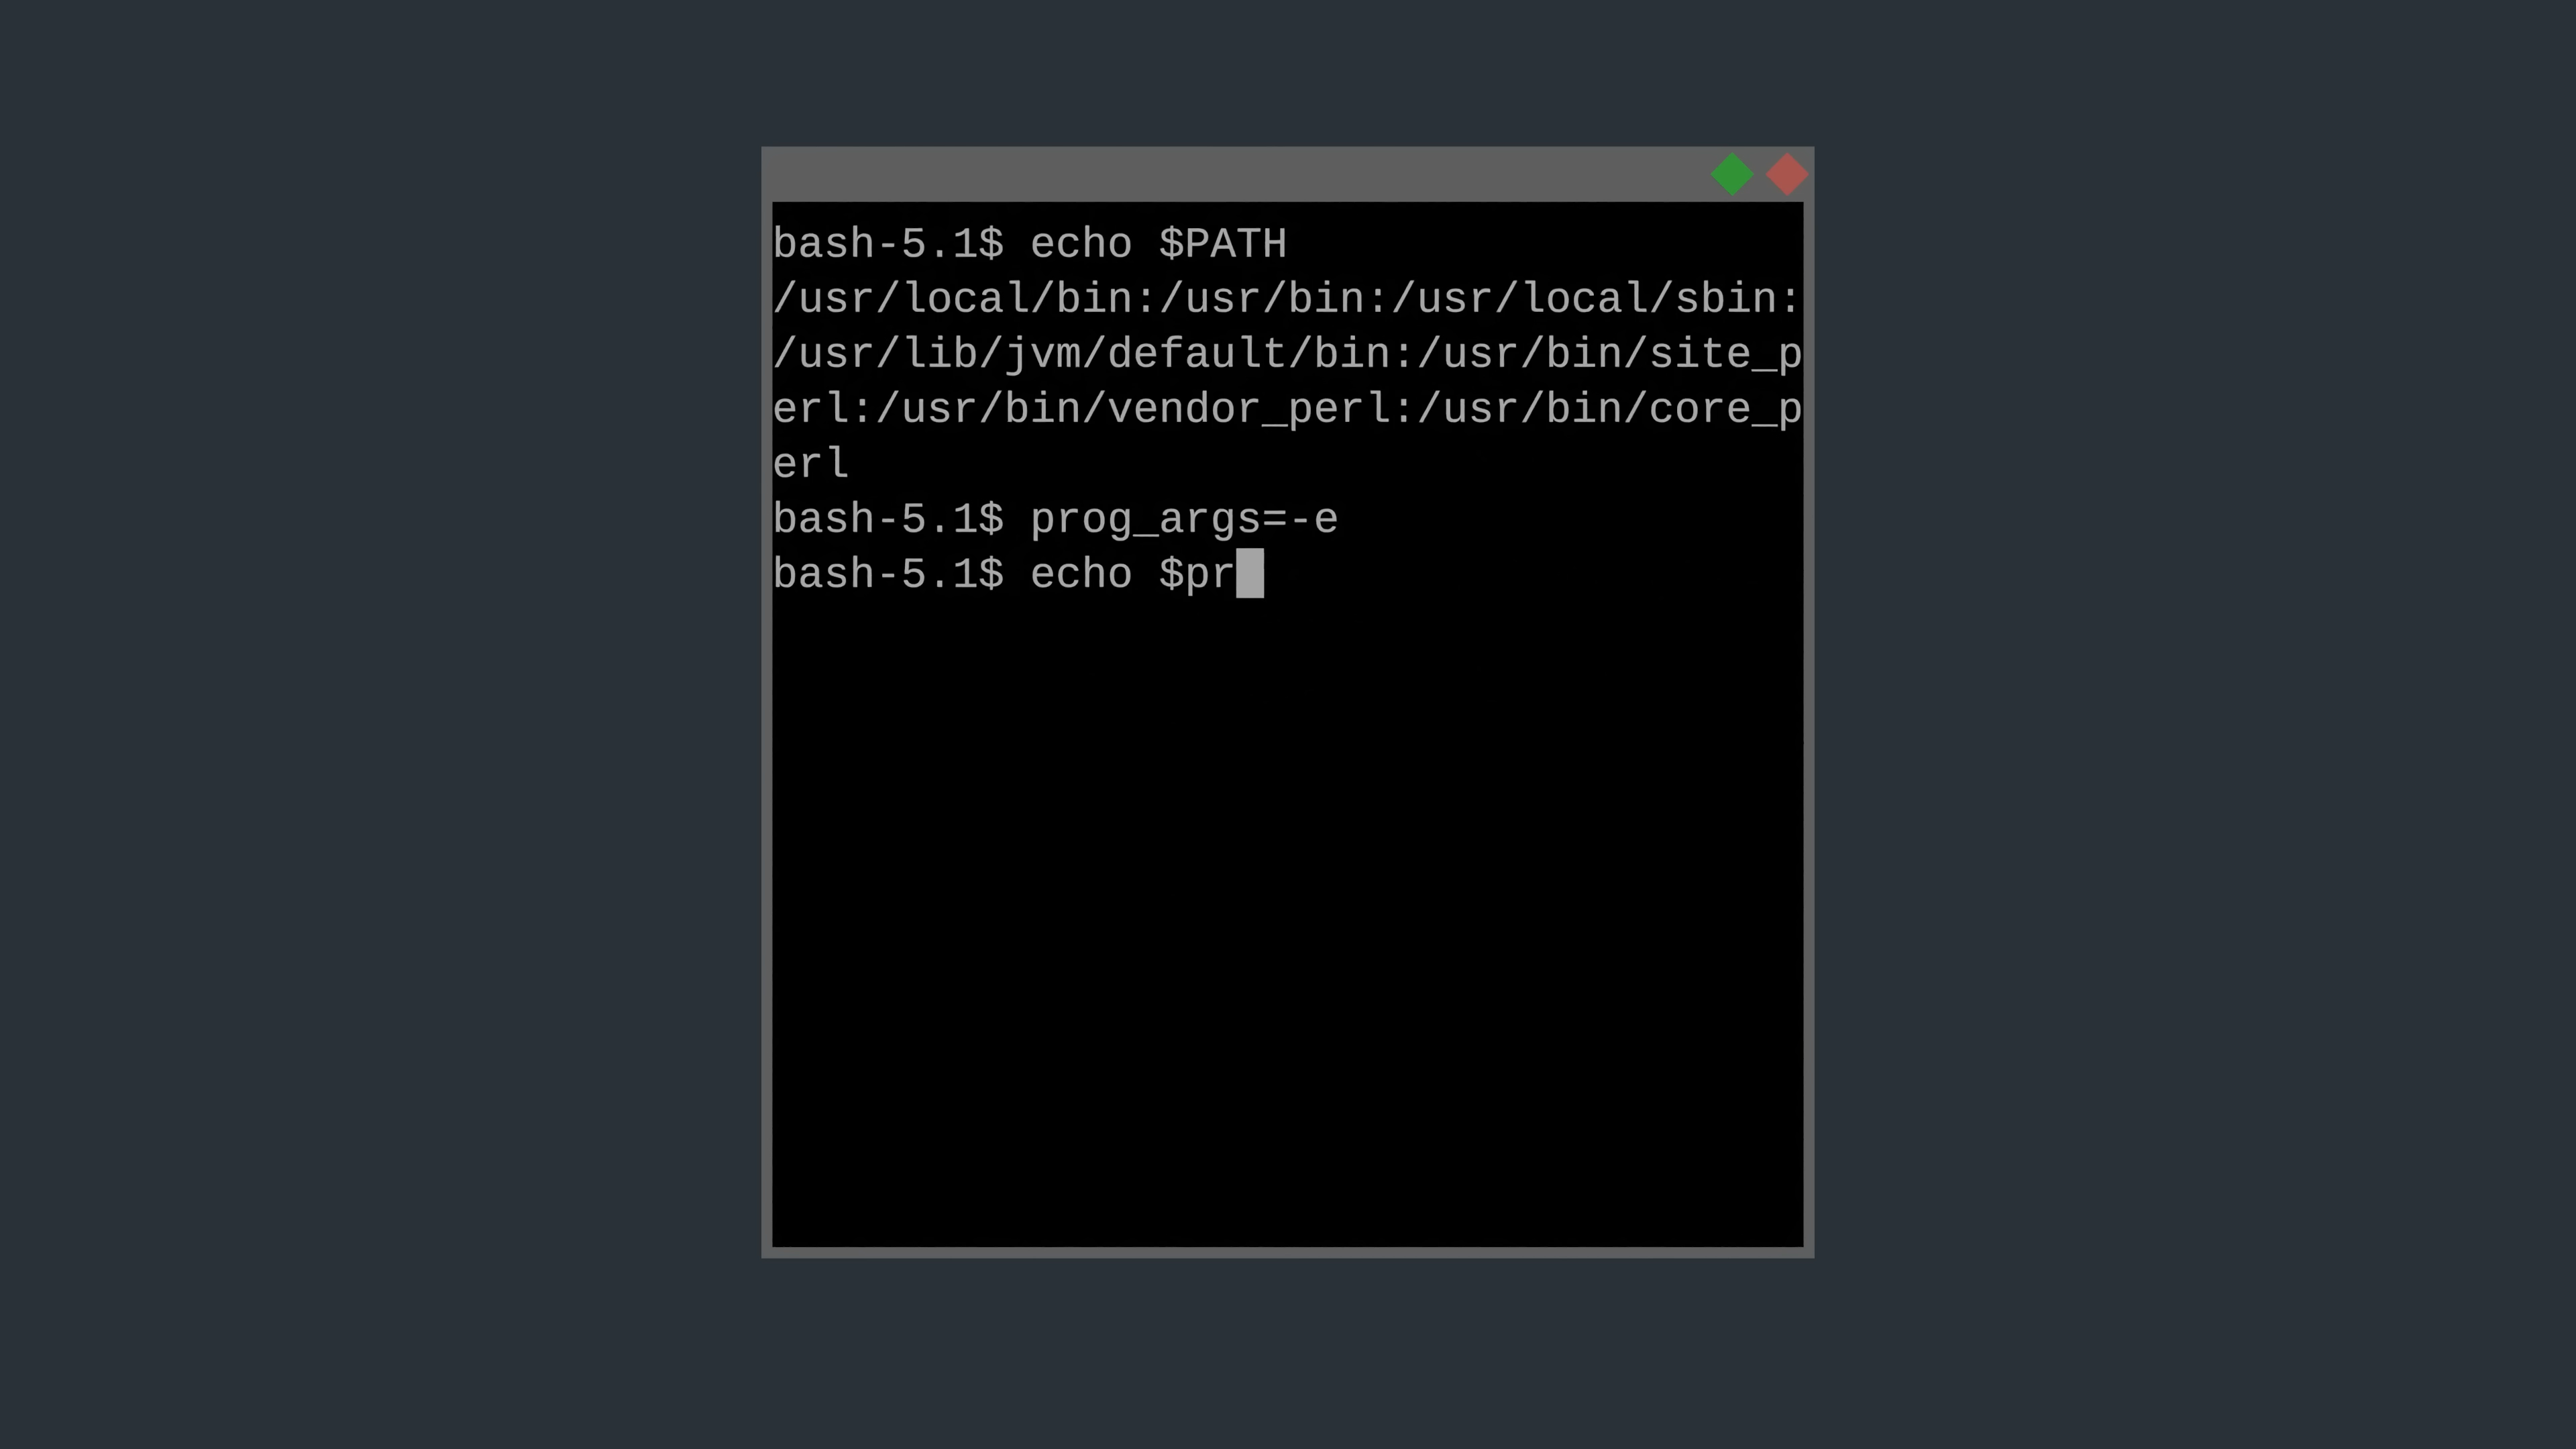 bash-5.1$ echo $PATH
/usr/local/bin:/usr/bin:/usr/local/sbin:
/usr/lib/jvm/default/bin:/usr/bin/site_p
erl:/usr/bin/vendor_perl:/usr/bin/core_p
erl
bash-5.1$ prog_args=-e
bash-5.1$ echo $pr